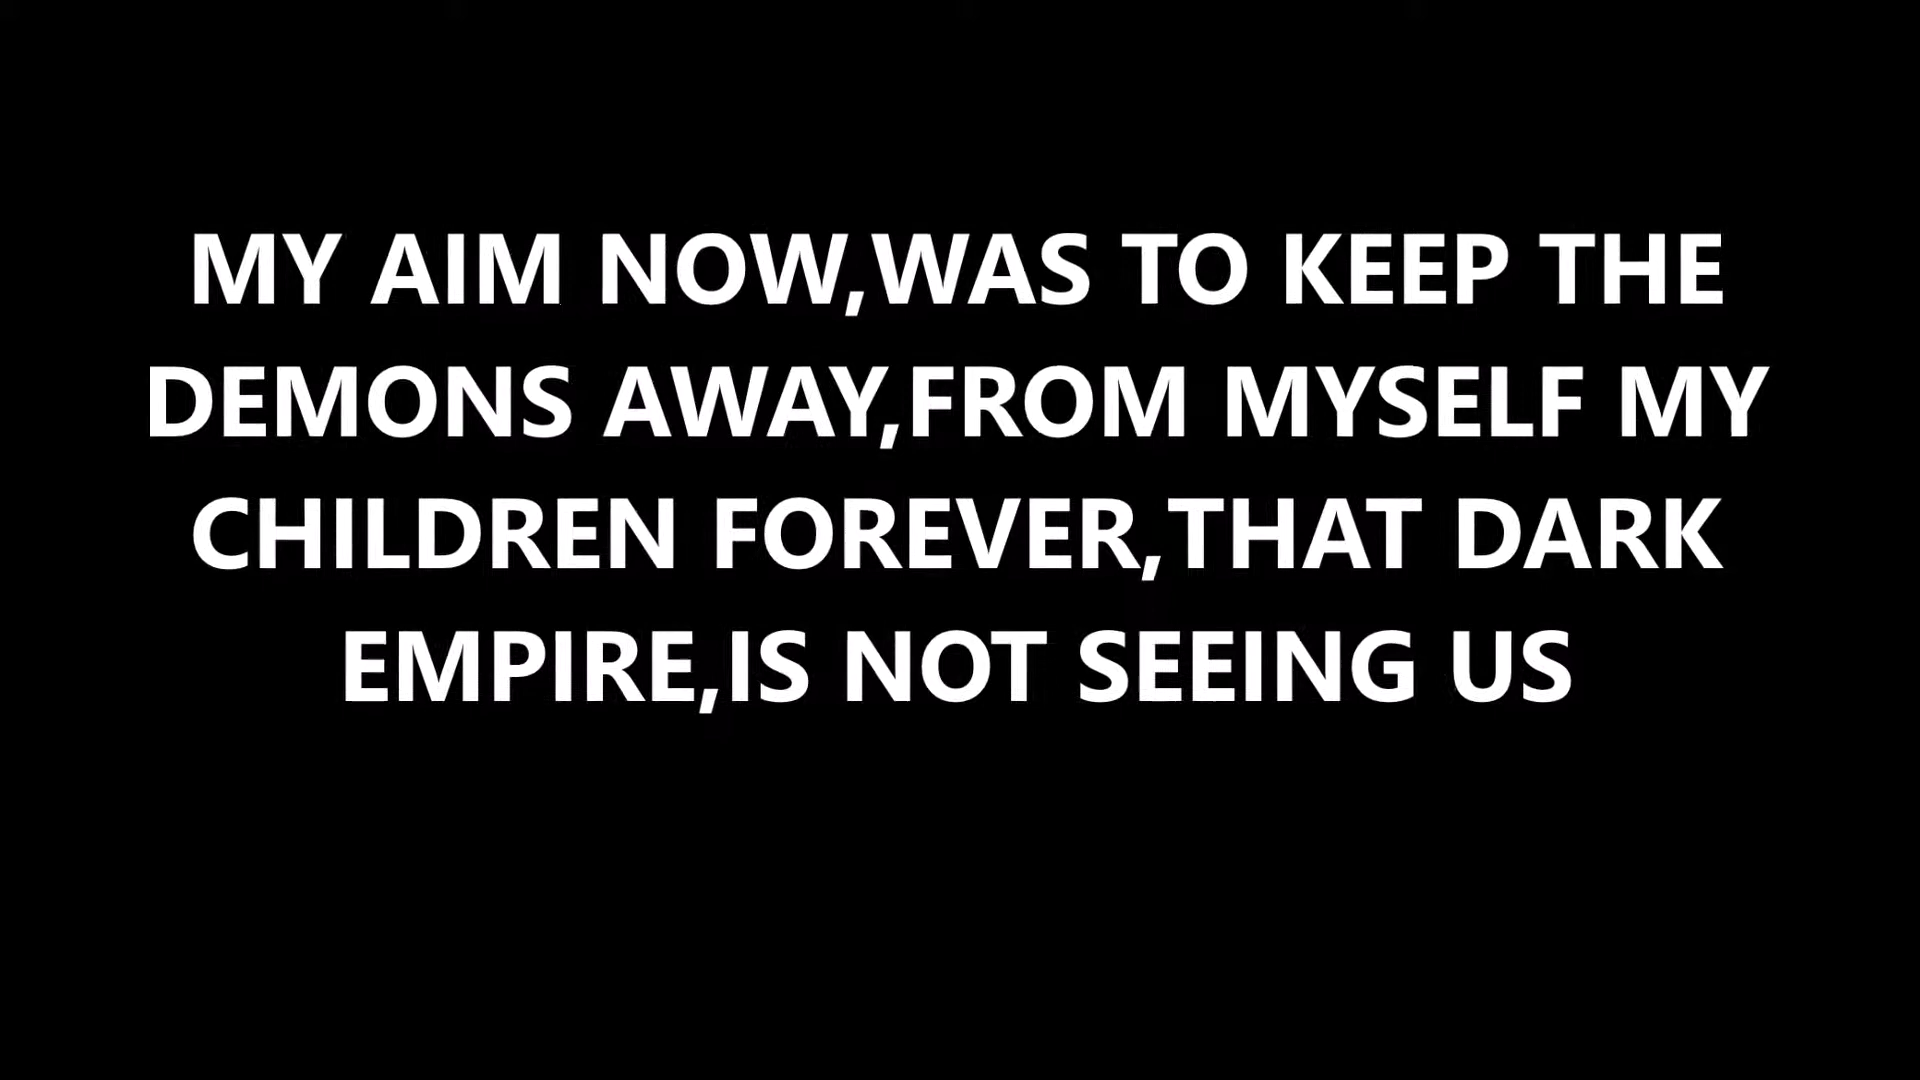 MY AIM NOW,WAS TO KEEP THE
DEMONS AWAY,FROM MYSELF MY
CHILDREN FOREVER,THAT DARK
EMPIRE,IS NOT SEEING US